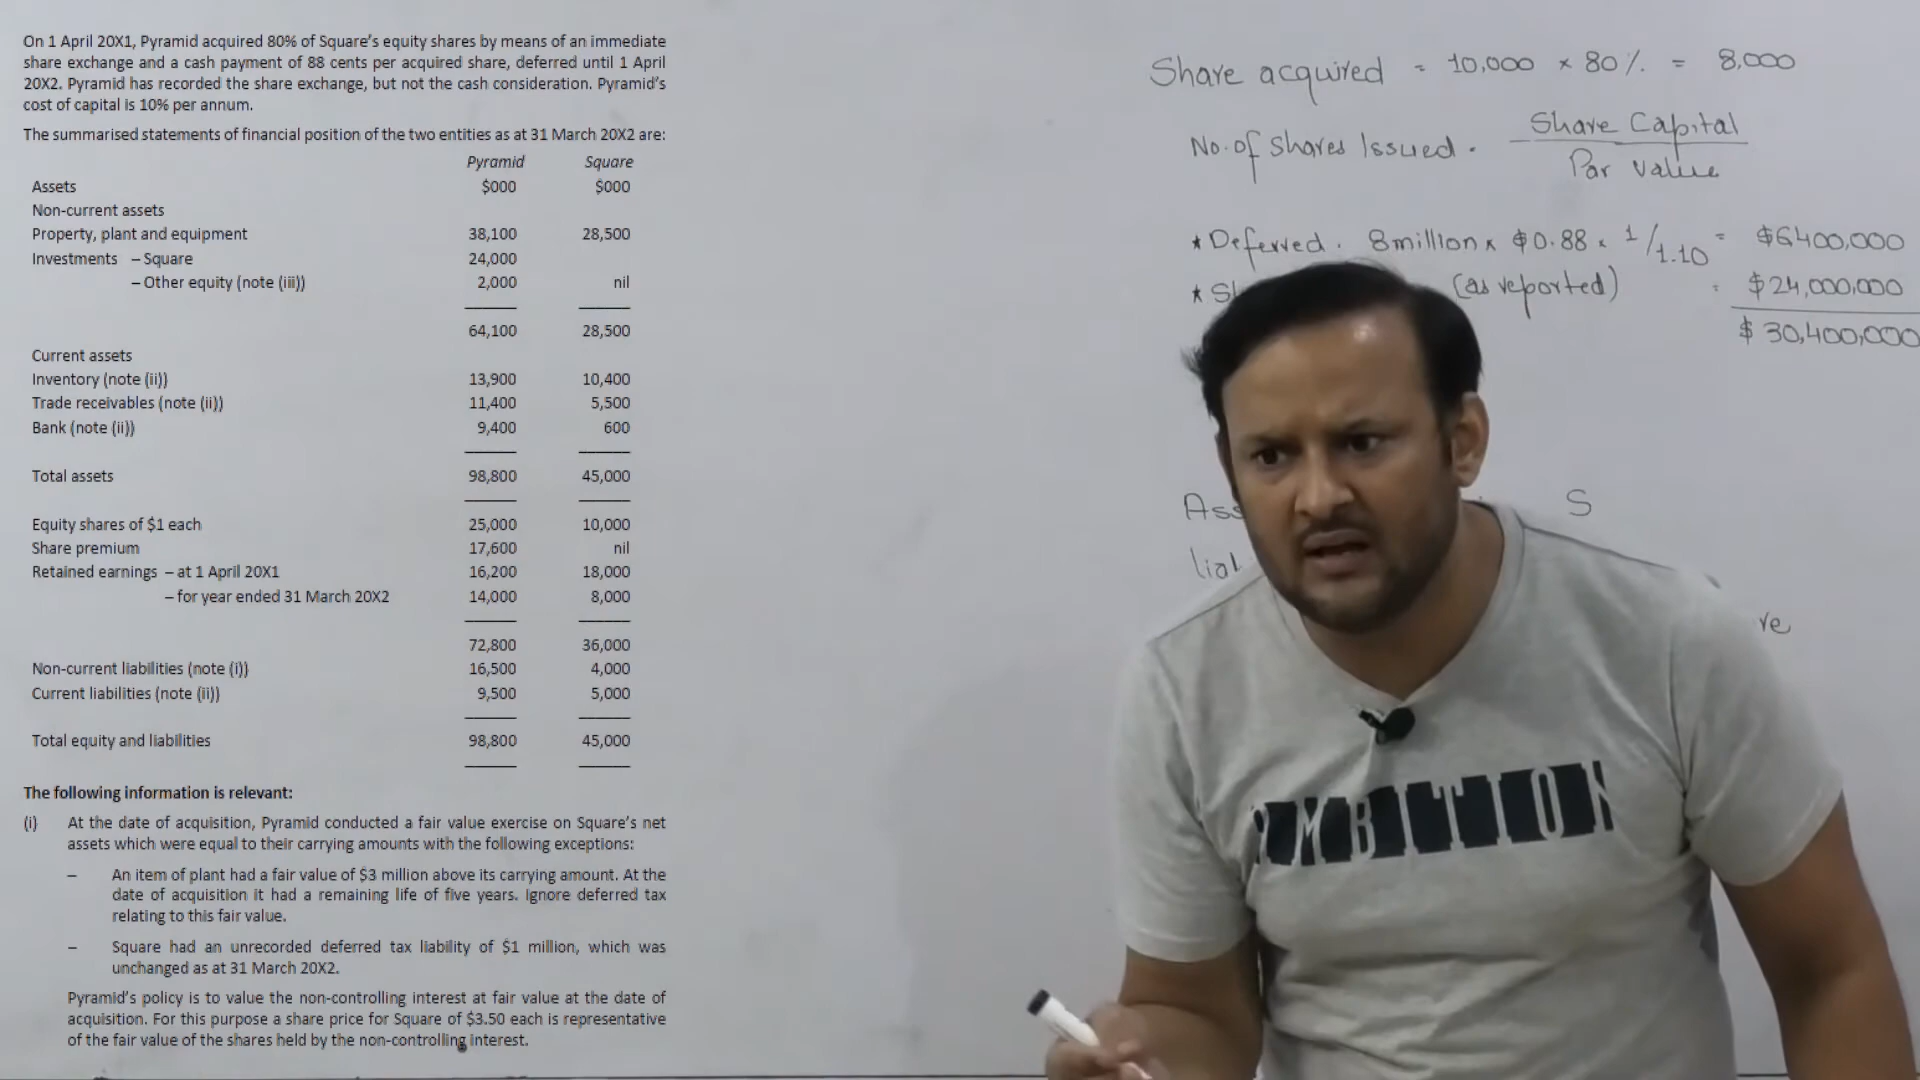 On 1 April 20X1, Pyramid acquired 80% of Square's equity shares by means of an immediate
share exchange and a cash payment of 88 cents per acquired share, deferred until 1 April
20X2. Pyramid has recorded the share exchange, but not the cash consideration. Pyramid's
cost of capital is 10% per annum.
The summarised statements of financial position of the two entities as at 31 March 20X2 are:
Pyramid Square
Assets $000 $000
Non-current assets
Property, plant and equipment 38,100 28,500
Investments – Square 24,000
– Other equity (note (iii)) 2,000 nil
64,100 28,500
Current assets
Inventory (note (ii)) 13,900 10,400
Trade receivables (note (ii)) 11,400 5,500
Bank (note (ii)) 9,400 600
Total assets 98,800 45,000
Equity shares of $1 each 25,000 10,000
Share premium 17,600 nil
Retained earnings – at 1 April 20X1 16,200 18,000
– for year ended 31 March 20X2 14,000 8,000
72,800 36,000
Non-current liabilities (note (i)) 16,500 4,000
Current liabilities (note (ii)) 9,500 5,000
Total equity and liabilities 98,800 45,000
The following information is relevant:
(i) At the date of acquisition, Pyramid conducted a fair value exercise on Square's net
assets which were equal to their carrying amounts with the following exceptions:
– An item of plant had a fair value of $3 million above its carrying amount. At the
date of acquisition it had a remaining life of five years. Ignore deferred tax
relating to this fair value.
– Square had an unrecorded deferred tax liability of $1 million, which was
unchanged as at 31 March 20X2.
Pyramid's policy is to value the non-controlling interest at fair value at the date of
acquisition. For this purpose a share price for Square of $3.50 each is representative
of the fair value of the shares held by the non-controlling interest.
Share acquired = 10,000 × 80% = 8,000
No. of Shares Issued. = Share Capital
Par Value
* Deferred. 8million × $0.88 × 1/1.10 = $6400,000
* S (as reported) = $24,000,000
$ 30,400,000
Ass S
lial
re
AMBITION